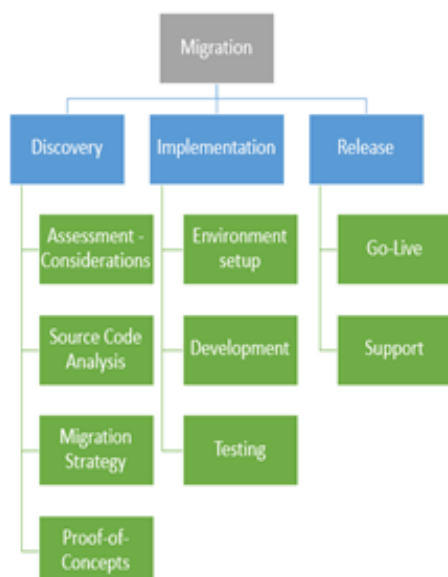 Migration
Discovery
Implementation
Release
Assessment -
Considerations
Source Code
Analysis
Migration
Strategy
Proof-of-
Concepts
Environment
setup
Development
Testing
Go-Live
Support